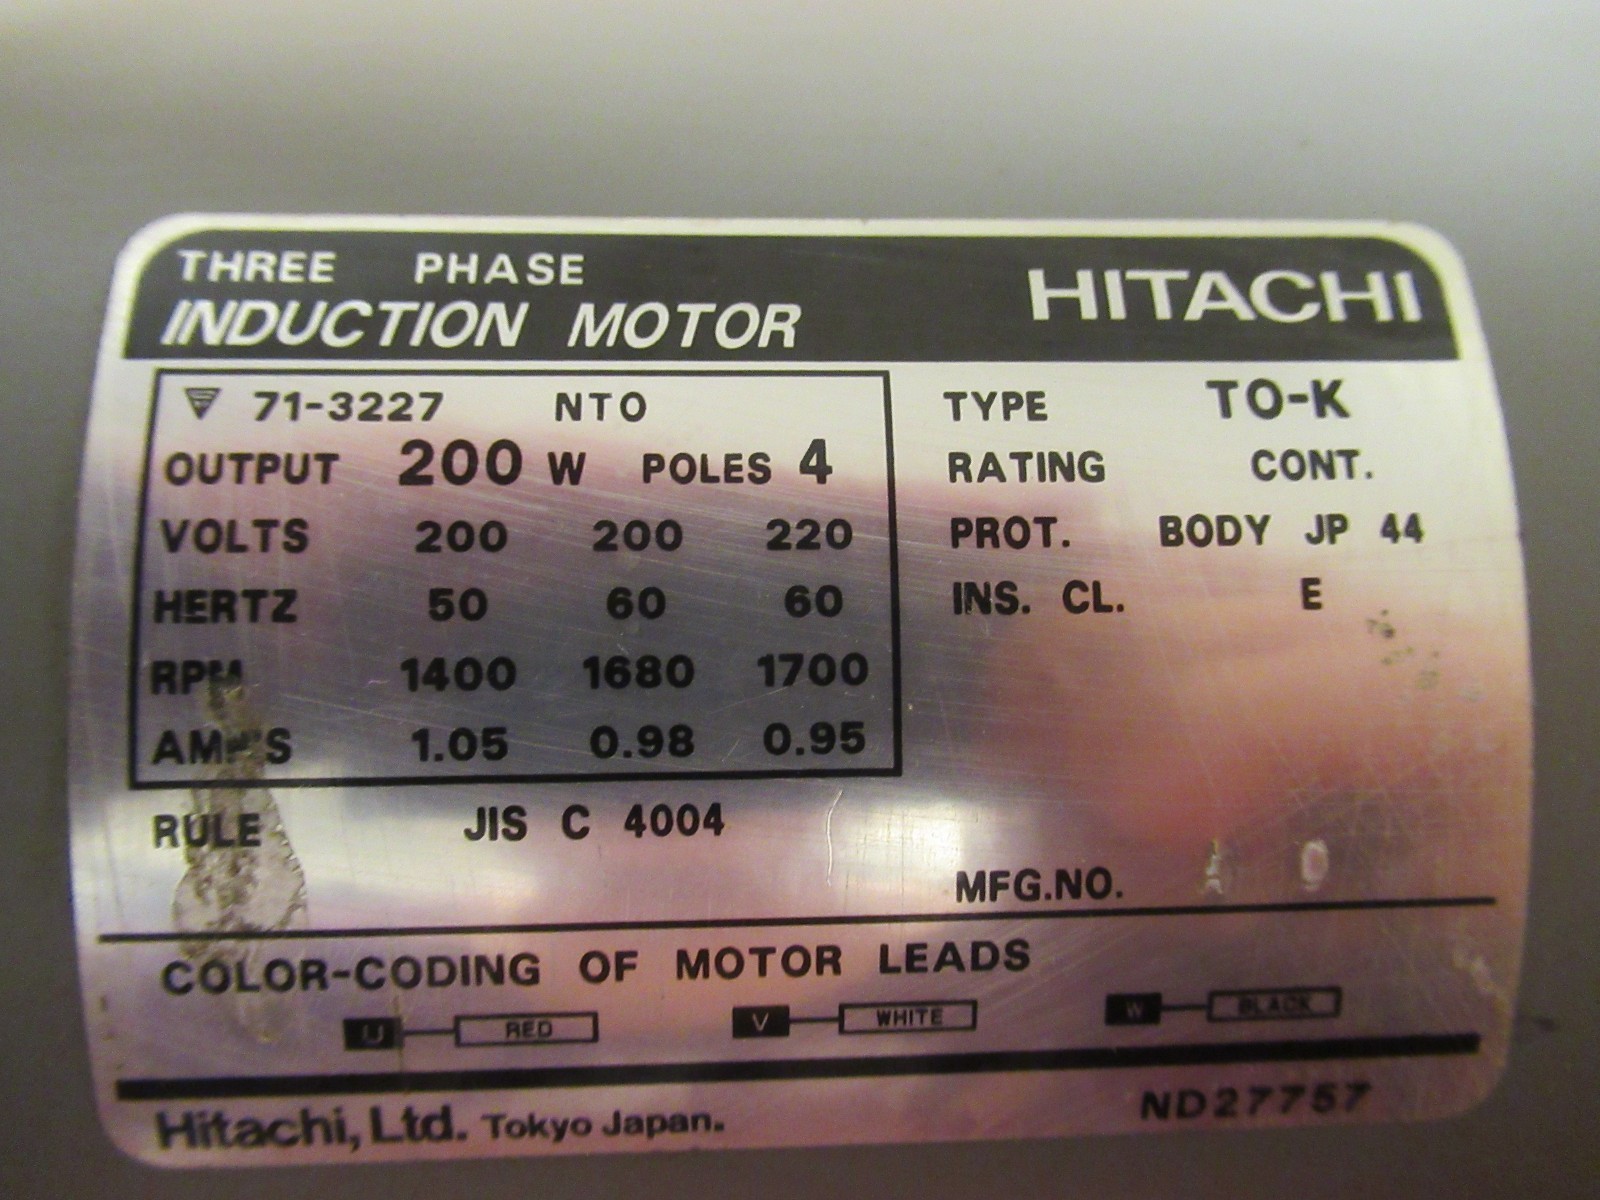 THREE PHASE
INDUCTION MOTOR
HITACHI
71-3227 NTO
OUTPUT 200 W POLES 4
VOLTS 200 200 220
HERTZ 50 60 60
RPM 1400 1680 1700
AMP'S 1.05 0.98 0.95
TYPE TO-K
RATING CONT.
PROT. BODY JP 44
INS. CL. E
RULE JIS C 4004
MFG.NO.
COLOR-CODING OF MOTOR LEADS
U RED V WHITE W BLACK
Hitachi, Ltd. Tokyo Japan.
ND27757